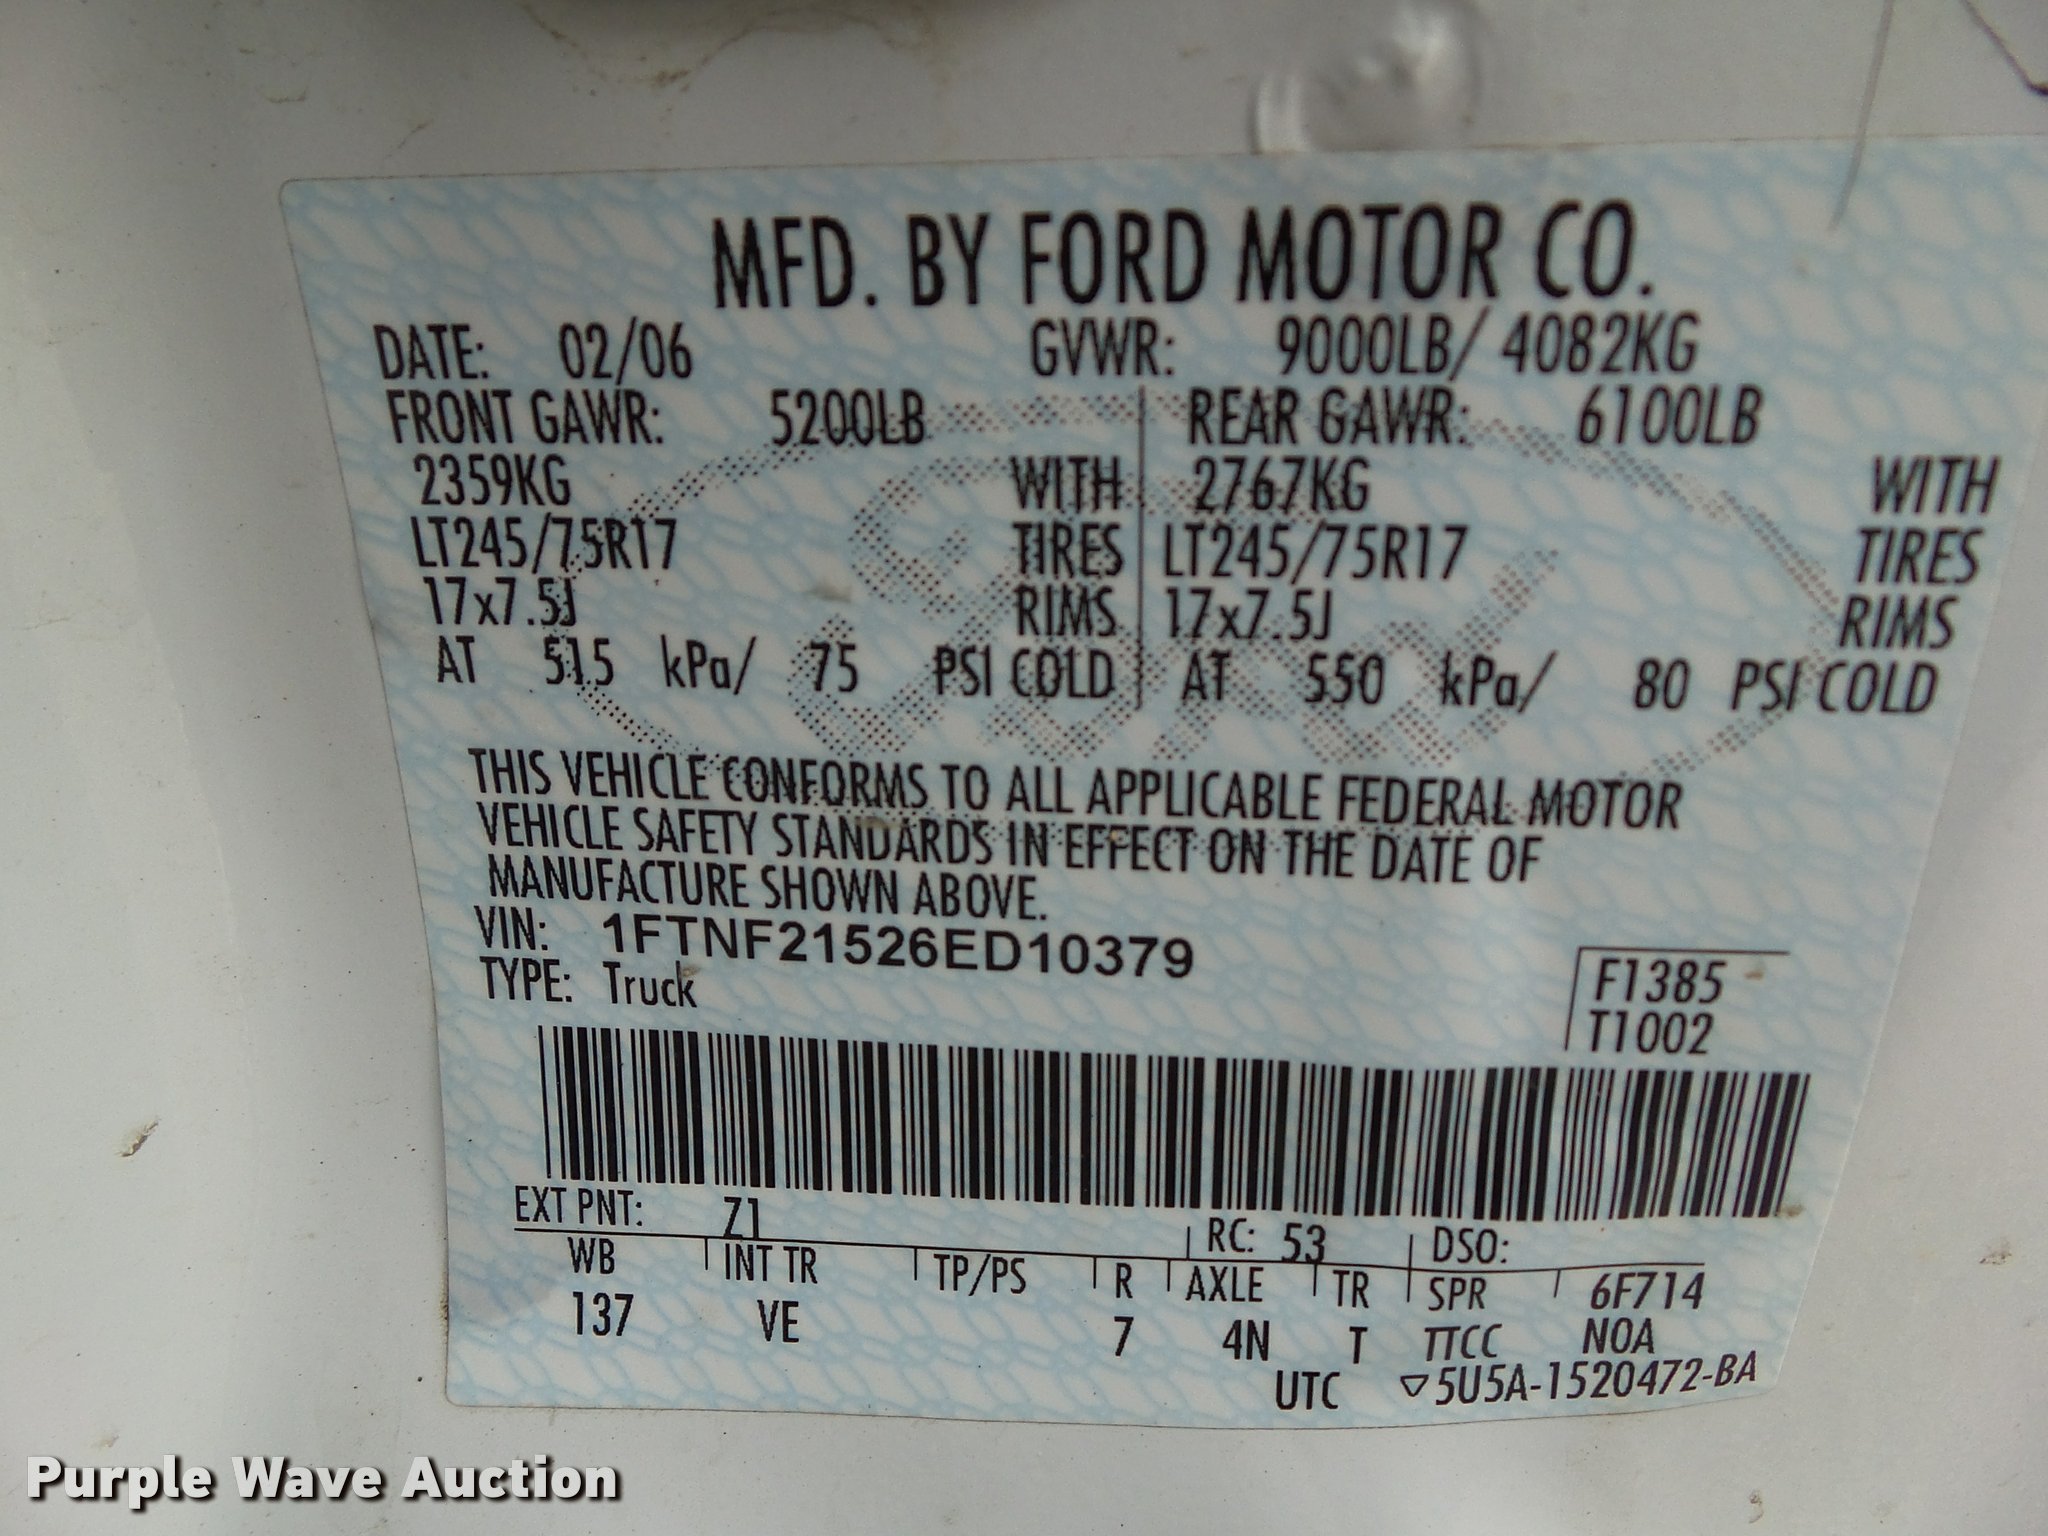 MFD. BY FORD MOTOR CO.
DATE: 02/06 GVWR: 9000LB/ 4082KG
FRONT GAWR: 5200LB REAR GAWR: 6100LB
2359KG WITH 2767KG WITH
LT245/75R17 TIRES LT245/75R17 TIRES
17x7.5J RIMS 17x7.5J RIMS
AT 515 kPa/ 75 PSI COLD AT 550 kPa/ 80 PSI COLD
Ford
THIS VEHICLE CONFORMS TO ALL APPLICABLE FEDERAL MOTOR
VEHICLE SAFETY STANDARDS IN EFFECT ON THE DATE OF
MANUFACTURE SHOWN ABOVE.
VIN: 1FTNF21526ED10379
TYPE: Truck
F1385
T1002
EXT PNT: Z1 RC: 53 DSO:
WB INT TR TP/PS R AXLE TR SPR 6F714
137 VE 7 4N T TTCC NOA
UTC ▽5U5A-1520472-BA
Purple Wave Auction